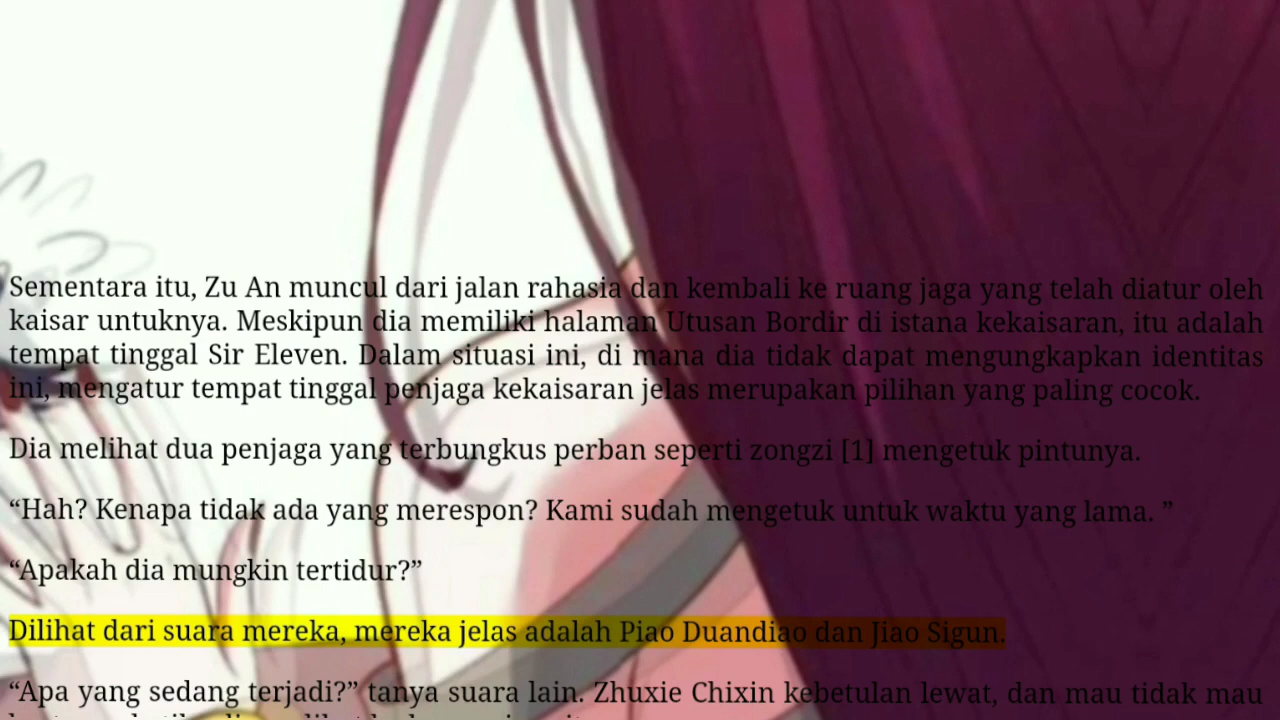 Sementara itu, Zu An muncul dari jalan rahasia dan kembali ke ruang jaga yang telah diatur oleh
kaisar untuknya. Meskipun dia memiliki halaman Utusan Bordir di istana kekaisaran, itu adalah
tempat tinggal Sir Eleven. Dalam situasi ini, di mana dia tidak dapat mengungkapkan identitas
ini, mengatur tempat tinggal penjaga kekaisaran jelas merupakan pilihan yang paling cocok.
Dia melihat dua penjaga yang terbungkus perban seperti zongzi [1] mengetuk pintunya.
“Hah? Kenapa tidak ada yang merespon? Kami sudah mengetuk untuk waktu yang lama. ”
“Apakah dia mungkin tertidur?”
Dilihat dari suara mereka, mereka jelas adalah Piao Duandiao dan Jiao Sigun.
“Apa yang sedang terjadi?” tanya suara lain. Zhuxie Chixin kebetulan lewat, dan mau tidak mau